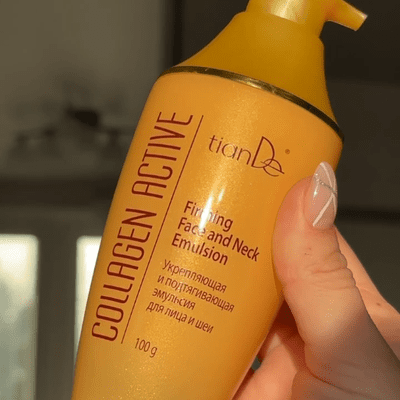 COLLAGEN ACTIVE
tianDe®
Firming
Face and Neck
Emulsion
Укрепляющая
и подтягивающая
эмульсия
для лица и шеи
100 g